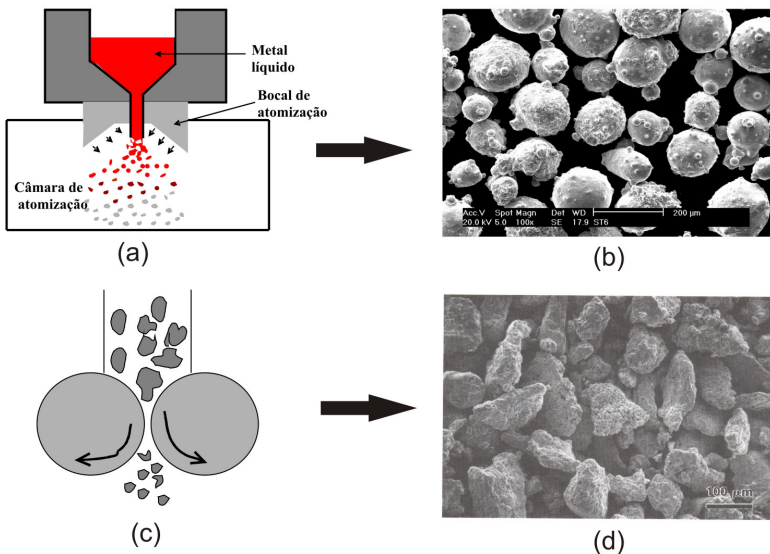 Metal
líquido
Bocal de
atomização
Câmara de
atomização
(a)
Acc.V Spot Magn Det WD 200 µm
20.0 kV 5.0 100x SE 17.9 ST6
(b)
(c)
100 µm
(d)